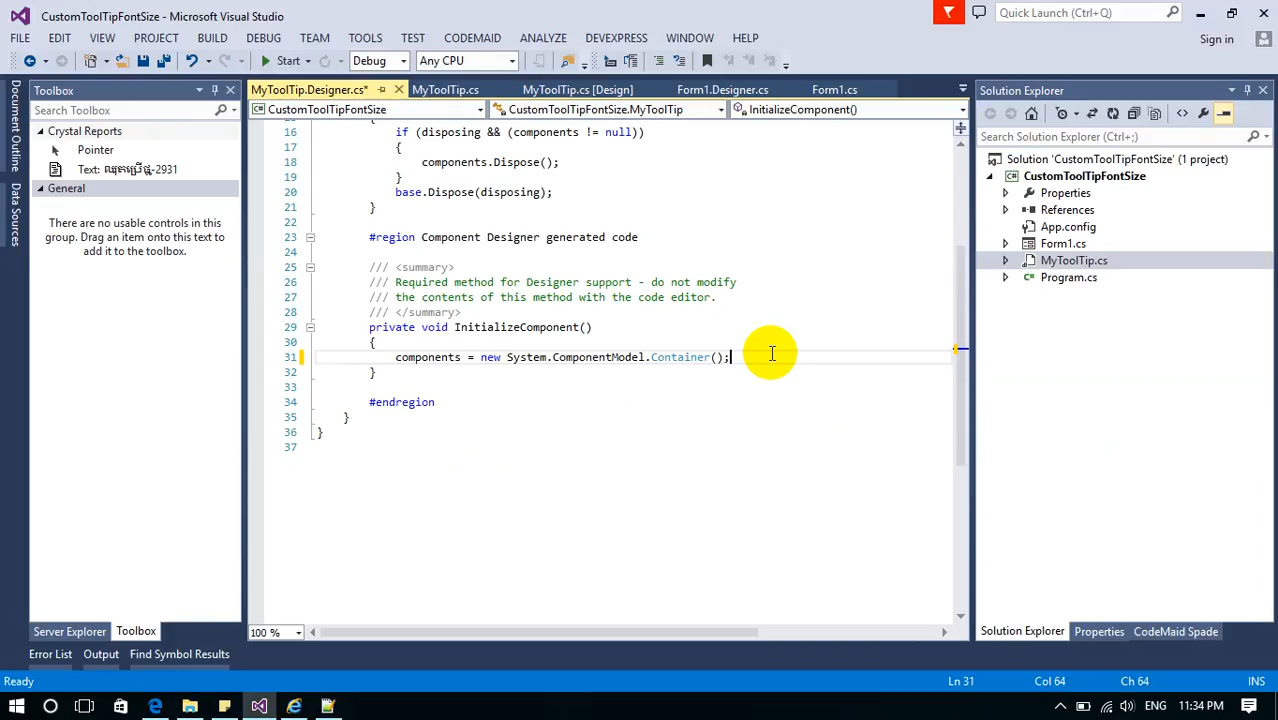 CustomToolTipFontSize - Microsoft Visual Studio
Quick Launch (Ctrl+Q)
FILE EDIT VIEW PROJECT BUILD DEBUG TEAM TOOLS TEST CODEMAID ANALYZE DEVEXPRESS WINDOW HELP
Sign in
Start Debug Any CPU
Document Outline
Data Sources
Toolbox
Search Toolbox
Crystal Reports
Pointer
General
There are no usable controls in this
group. Drag an item onto this text to
add it to the toolbox.
Server Explorer Toolbox
MyToolTip.Designer.cs* MyToolTip.cs MyToolTip.cs [Design] Form1.Designer.cs Form1.cs
CustomToolTipFontSize CustomToolTipFontSize.MyToolTip InitializeComponent()
16 if (disposing && (components != null))
17 {
18 components.Dispose();
19 }
20 base.Dispose(disposing);
21 }
22
23 #region Component Designer generated code
24
25 /// <summary>
26 /// Required method for Designer support - do not modify
27 /// the contents of this method with the code editor.
28 /// </summary>
29 private void InitializeComponent()
30 {
31 components = new System.ComponentModel.Container();
32 }
33
34 #endregion
35 }
36 }
37
100 %
Solution Explorer
Search Solution Explorer (Ctrl+;)
Solution 'CustomToolTipFontSize' (1 project)
CustomToolTipFontSize
Properties
References
App.config
Form1.cs
MyToolTip.cs
Program.cs
Solution Explorer Properties CodeMaid Spade
Error List Output Find Symbol Results
Ready Ln 31 Col 64 Ch 64 INS
ENG 11:34 PM